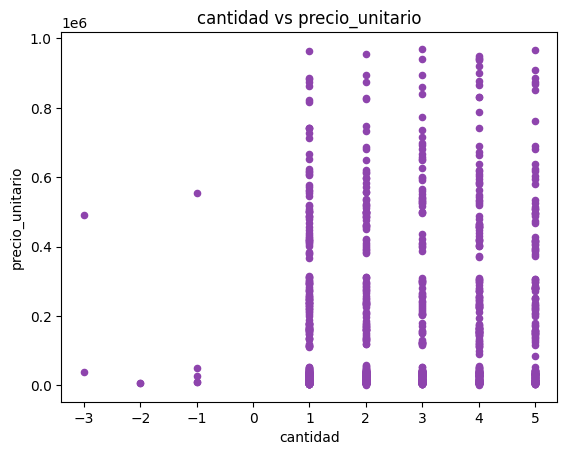 cantidad vs precio_unitario
1e6
1.0
0.8
0.6
0.4
0.2
0.0
precio_unitario
−3 −2 −1 0 1 2 3 4 5
cantidad